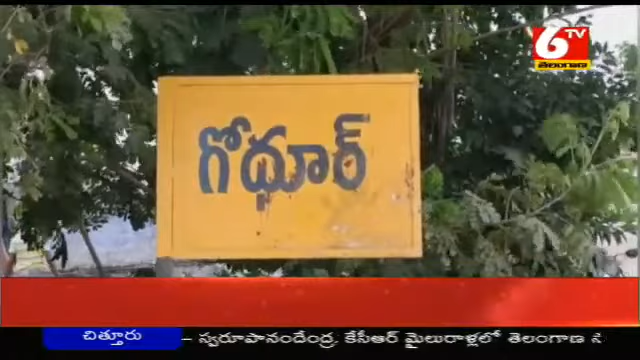 6TV
తెలంగాణ
గోధూర్
చిత్తూరు
– స్వరూపానందేంద్ర, కేసీఆర్ మైలురాళ్లలో తెలంగాణ